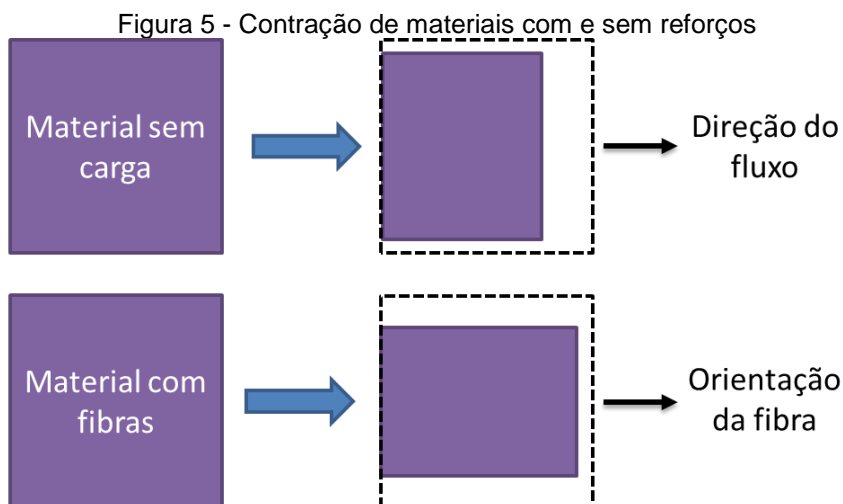 Figura 5 - Contração de materiais com e sem reforços
Material sem
carga
Direção do
fluxo
Material com
fibras
Orientação
da fibra